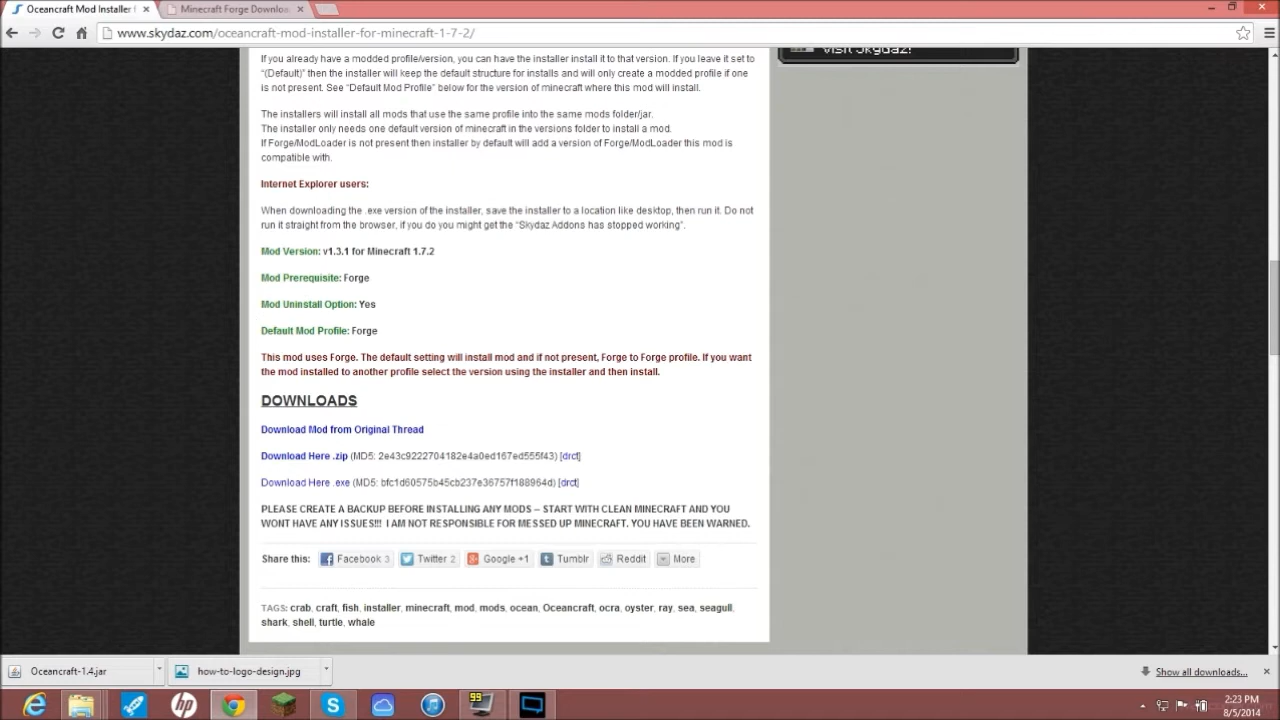 Oceancraft Mod Installer f
Minecraft Forge Downloa
www.skydaz.com/oceancraft-mod-installer-for-minecraft-1-7-2/
Visit Skydaz!
If you already have a modded profile/version, you can have the installer install it to that version. If you leave it set to
“(Default)” then the installer will keep the default structure for installs and will only create a modded profile if one
is not present. See “Default Mod Profile” below for the version of minecraft where this mod will install.
The installers will install all mods that use the same profile into the same mods folder/jar.
The installer only needs one default version of minecraft in the versions folder to install a mod.
If Forge/ModLoader is not present then installer by default will add a version of Forge/ModLoader this mod is
compatible with.
Internet Explorer users:
When downloading the .exe version of the installer, save the installer to a location like desktop, then run it. Do not
run it straight from the browser, if you do you might get the “Skydaz Addons has stopped working”.
Mod Version: v1.3.1 for Minecraft 1.7.2
Mod Prerequisite: Forge
Mod Uninstall Option: Yes
Default Mod Profile: Forge
This mod uses Forge. The default setting will install mod and if not present, Forge to Forge profile. If you want
the mod installed to another profile select the version using the installer and then install.
DOWNLOADS
Download Mod from Original Thread
Download Here .zip (MD5: 2e43c9222704182e4a0ed167ed555f43) [drct]
Download Here .exe (MD5: bfc1d60575b45cb237e36757f188964d) [drct]
PLEASE CREATE A BACKUP BEFORE INSTALLING ANY MODS – START WITH CLEAN MINECRAFT AND YOU
WONT HAVE ANY ISSUES!!! I AM NOT RESPONSIBLE FOR MESSED UP MINECRAFT. YOU HAVE BEEN WARNED.
Share this: Facebook 3 Twitter 2 Google +1 Tumblr Reddit More
TAGS: crab, craft, fish, installer, minecraft, mod, mods, ocean, Oceancraft, ocra, oyster, ray, sea, seagull,
shark, shell, turtle, whale
Oceancraft-1.4.jar
how-to-logo-design.jpg
Show all downloads...
99
2:23 PM
8/5/2014